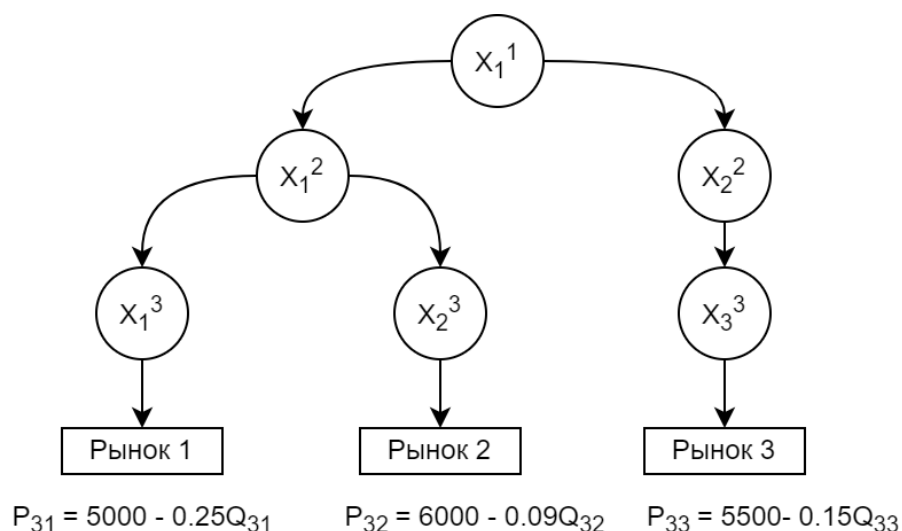 X₁¹
X₁² X₂²
X₁³ X₂³ X₃³
Рынок 1 Рынок 2 Рынок 3
P₃₁ = 5000 - 0.25Q₃₁ P₃₂ = 6000 - 0.09Q₃₂ P₃₃ = 5500- 0.15Q₃₃